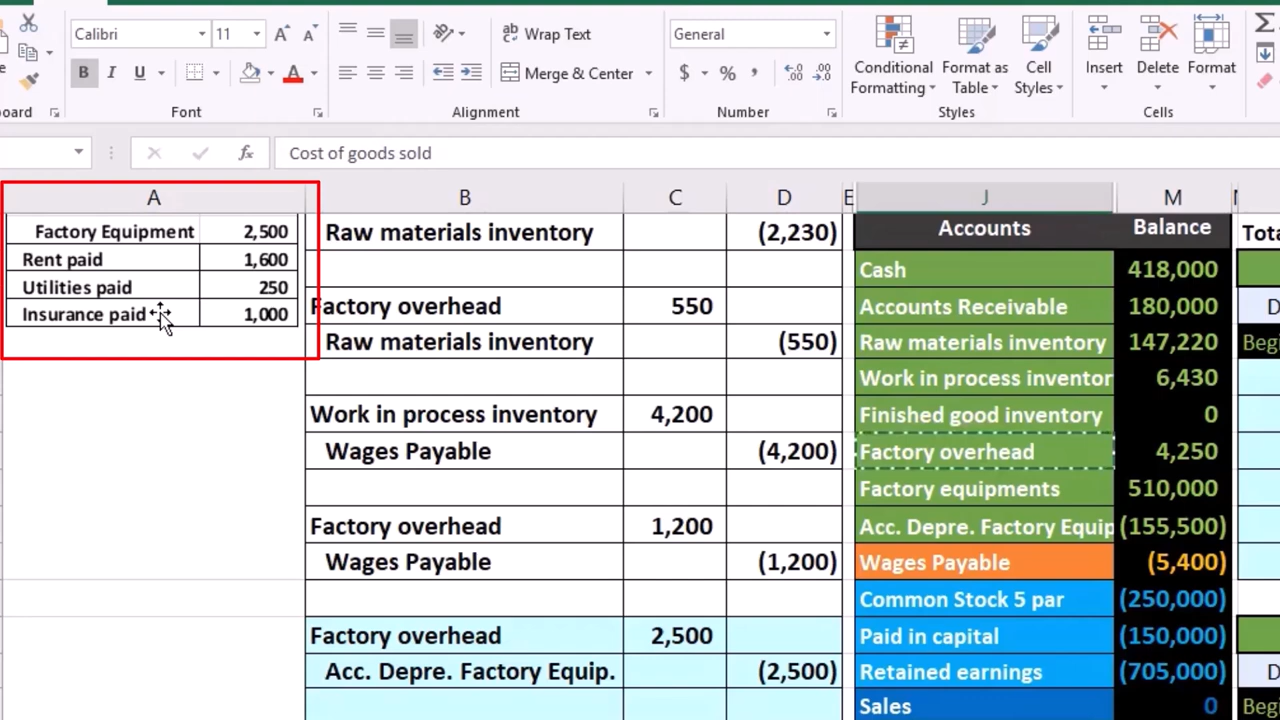 Calibri 11 A A Wrap Text General
B I U A Merge & Center $ % , .00
Conditional Formatting Format as Table Cell Styles Insert Delete Format
Font Alignment Number Styles Cells
fx Cost of goods sold
A B C D E J M
Factory Equipment 2,500
Rent paid 1,600
Utilities paid 250
Insurance paid 1,000
Raw materials inventory (2,230)
Factory overhead 550
Raw materials inventory (550)
Work in process inventory 4,200
Wages Payable (4,200)
Factory overhead 1,200
Wages Payable (1,200)
Factory overhead 2,500
Acc. Depre. Factory Equip. (2,500)
Accounts Balance
Cash 418,000
Accounts Receivable 180,000
Raw materials inventory 147,220
Work in process inventor 6,430
Finished good inventory 0
Factory overhead 4,250
Factory equipments 510,000
Acc. Depre. Factory Equip (155,500)
Wages Payable (5,400)
Common Stock 5 par (250,000)
Paid in capital (150,000)
Retained earnings (705,000)
Sales 0
Tota
D
Begi
D
Beg